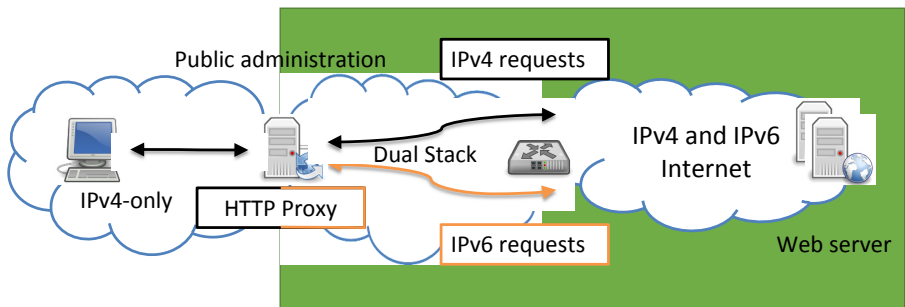 Public administration
IPv4 requests
IPv4 and IPv6
Internet
Dual Stack
IPv4-only
HTTP Proxy
IPv6 requests
Web server